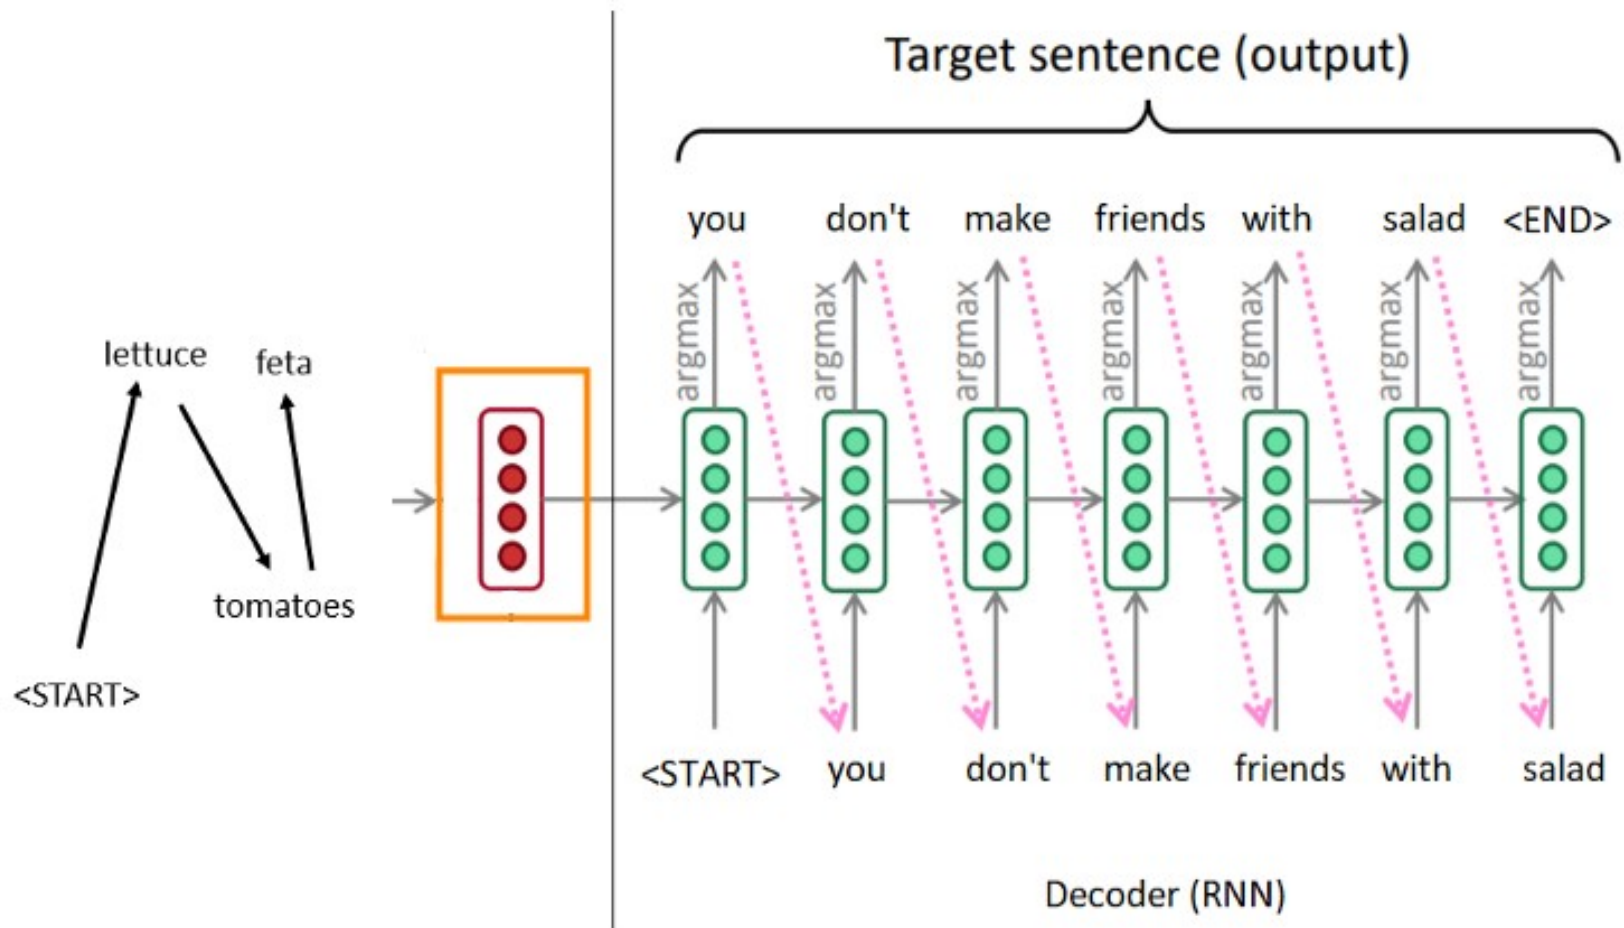 Target sentence (output)
you don't make friends with salad <END>
argmax argmax argmax argmax argmax argmax argmax
lettuce feta
tomatoes
<START>
<START> you don't make friends with salad
Decoder (RNN)